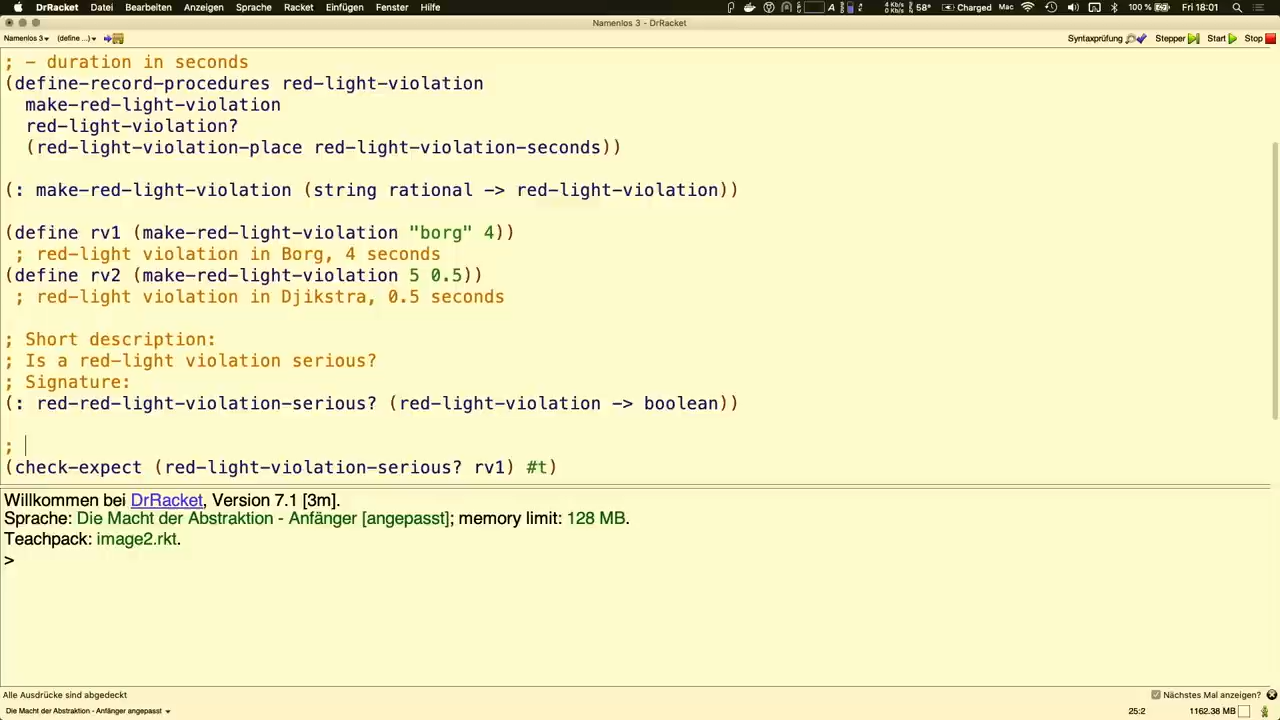 DrRacket Datei Bearbeiten Anzeigen Sprache Racket Einfügen Fenster Hilfe 58° Charged Mac 100 % Fr 18:01
Namenlos 3 - DrRacket
Namenlos 3 (define ...) Syntaxprüfung Stepper Start Stop
; - duration in seconds
(define-record-procedures red-light-violation
make-red-light-violation
red-light-violation?
(red-light-violation-place red-light-violation-seconds))
(: make-red-light-violation (string rational -> red-light-violation))
(define rv1 (make-red-light-violation "borg" 4))
; red-light violation in Borg, 4 seconds
(define rv2 (make-red-light-violation 5 0.5))
; red-light violation in Djikstra, 0.5 seconds
; Short description:
; Is a red-light violation serious?
; Signature:
(: red-red-light-violation-serious? (red-light-violation -> boolean))
;
(check-expect (red-light-violation-serious? rv1) #t)
Willkommen bei DrRacket, Version 7.1 [3m].
Sprache: Die Macht der Abstraktion - Anfänger [angepasst]; memory limit: 128 MB.
Teachpack: image2.rkt.
>
Alle Ausdrücke sind abgedeckt Nächstes Mal anzeigen?
Die Macht der Abstraktion - Anfänger angepasst 25:2 1162.38 MB